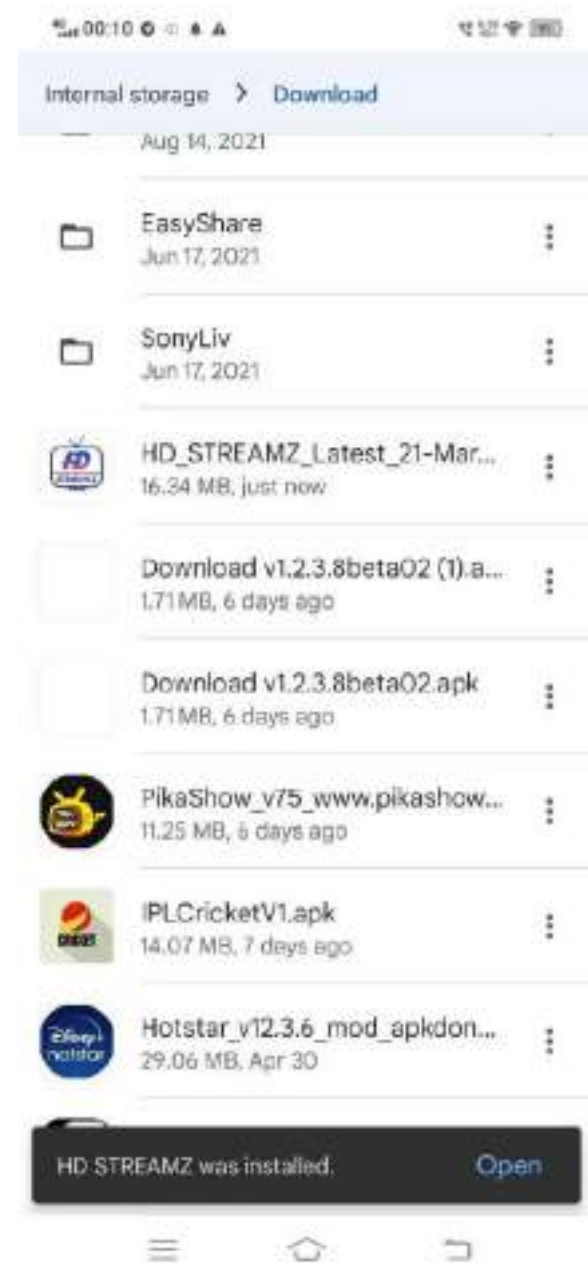 00:10
Internal storage > Download
Aug 14, 2021
EasyShare
Jun 17, 2021
SonyLiv
Jun 17, 2021
HD
HD_STREAMZ_Latest_21-Mar...
16.34 MB, just now
Download v1.2.3.8beta02 (1).a...
1.71 MB, 6 days ago
Download v1.2.3.8beta02.apk
1.71 MB, 6 days ago
PikaShow_v75_www.pikashow...
11.25 MB, 6 days ago
IPLCricketV1.apk
14.07 MB, 7 days ago
Disney+
hotstar
Hotstar_v12.3.6_mod_apkdon...
29.06 MB, Apr 30
HD STREAMZ was installed.
Open